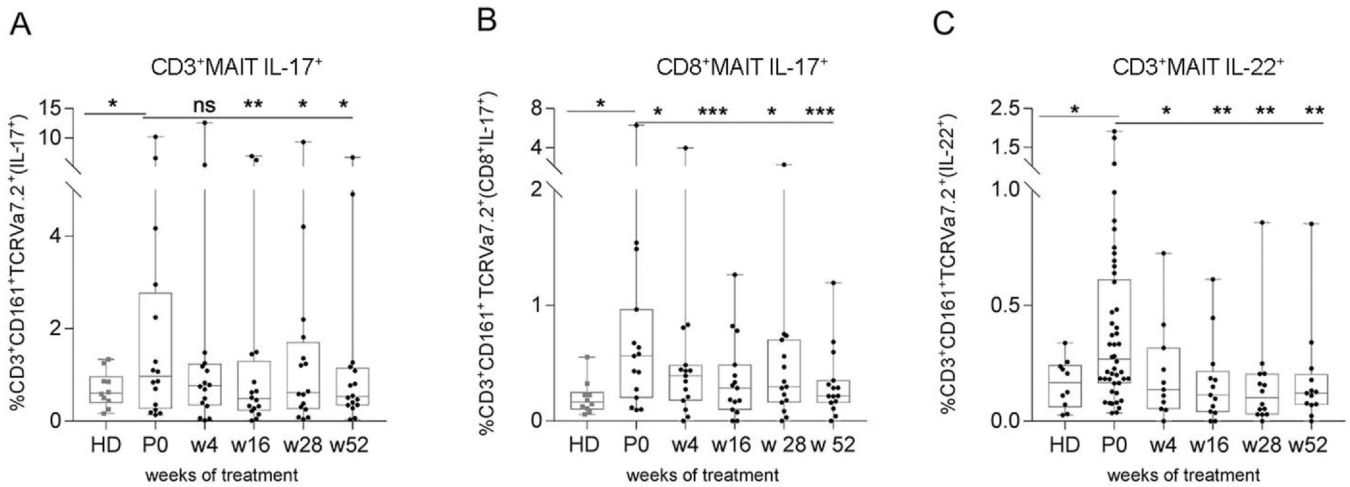 A
CD3⁺MAIT IL-17⁺
%CD3⁺CD161⁺TCRVa7.2⁺(IL-17⁺)
* ns ** * *
15
10
4
2
0
HD P0 w4 w16 w28 w52
weeks of treatment
B
CD8⁺MAIT IL-17⁺
%CD3⁺CD161⁺ TCRVa7.2⁺(CD8⁺IL-17⁺)
* * *** * ***
8
4
2
1
0
HD P0 w4 w16 w 28 w 52
weeks of treatment
C
CD3⁺MAIT IL-22⁺
%CD3⁺CD161⁺TCRVa7.2⁺(IL-22⁺)
* * ** ** **
2.5
1.5
1.0
0.5
0.0
HD P0 w4 w16 w28 w52
weeks of treatment